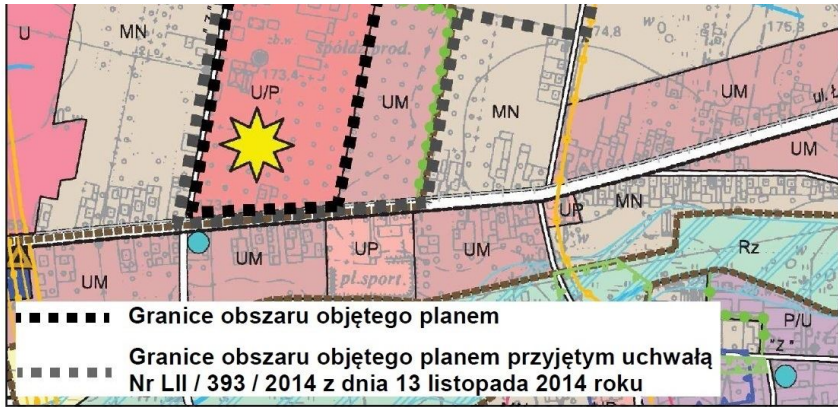 U
MN
"Z"
b.w.
spółdz.prod.
173,4
U/P
UM
MN
174,8
w
175,8
UM
ul. Ł
UM
UP
MN
w
Rz
UM
UM
UP
UM
pl.sport.
w
P/U
"Z"
Granice obszaru objętego planem
Granice obszaru objętego planem przyjętym uchwałą
Nr LII / 393 / 2014 z dnia 13 listopada 2014 roku